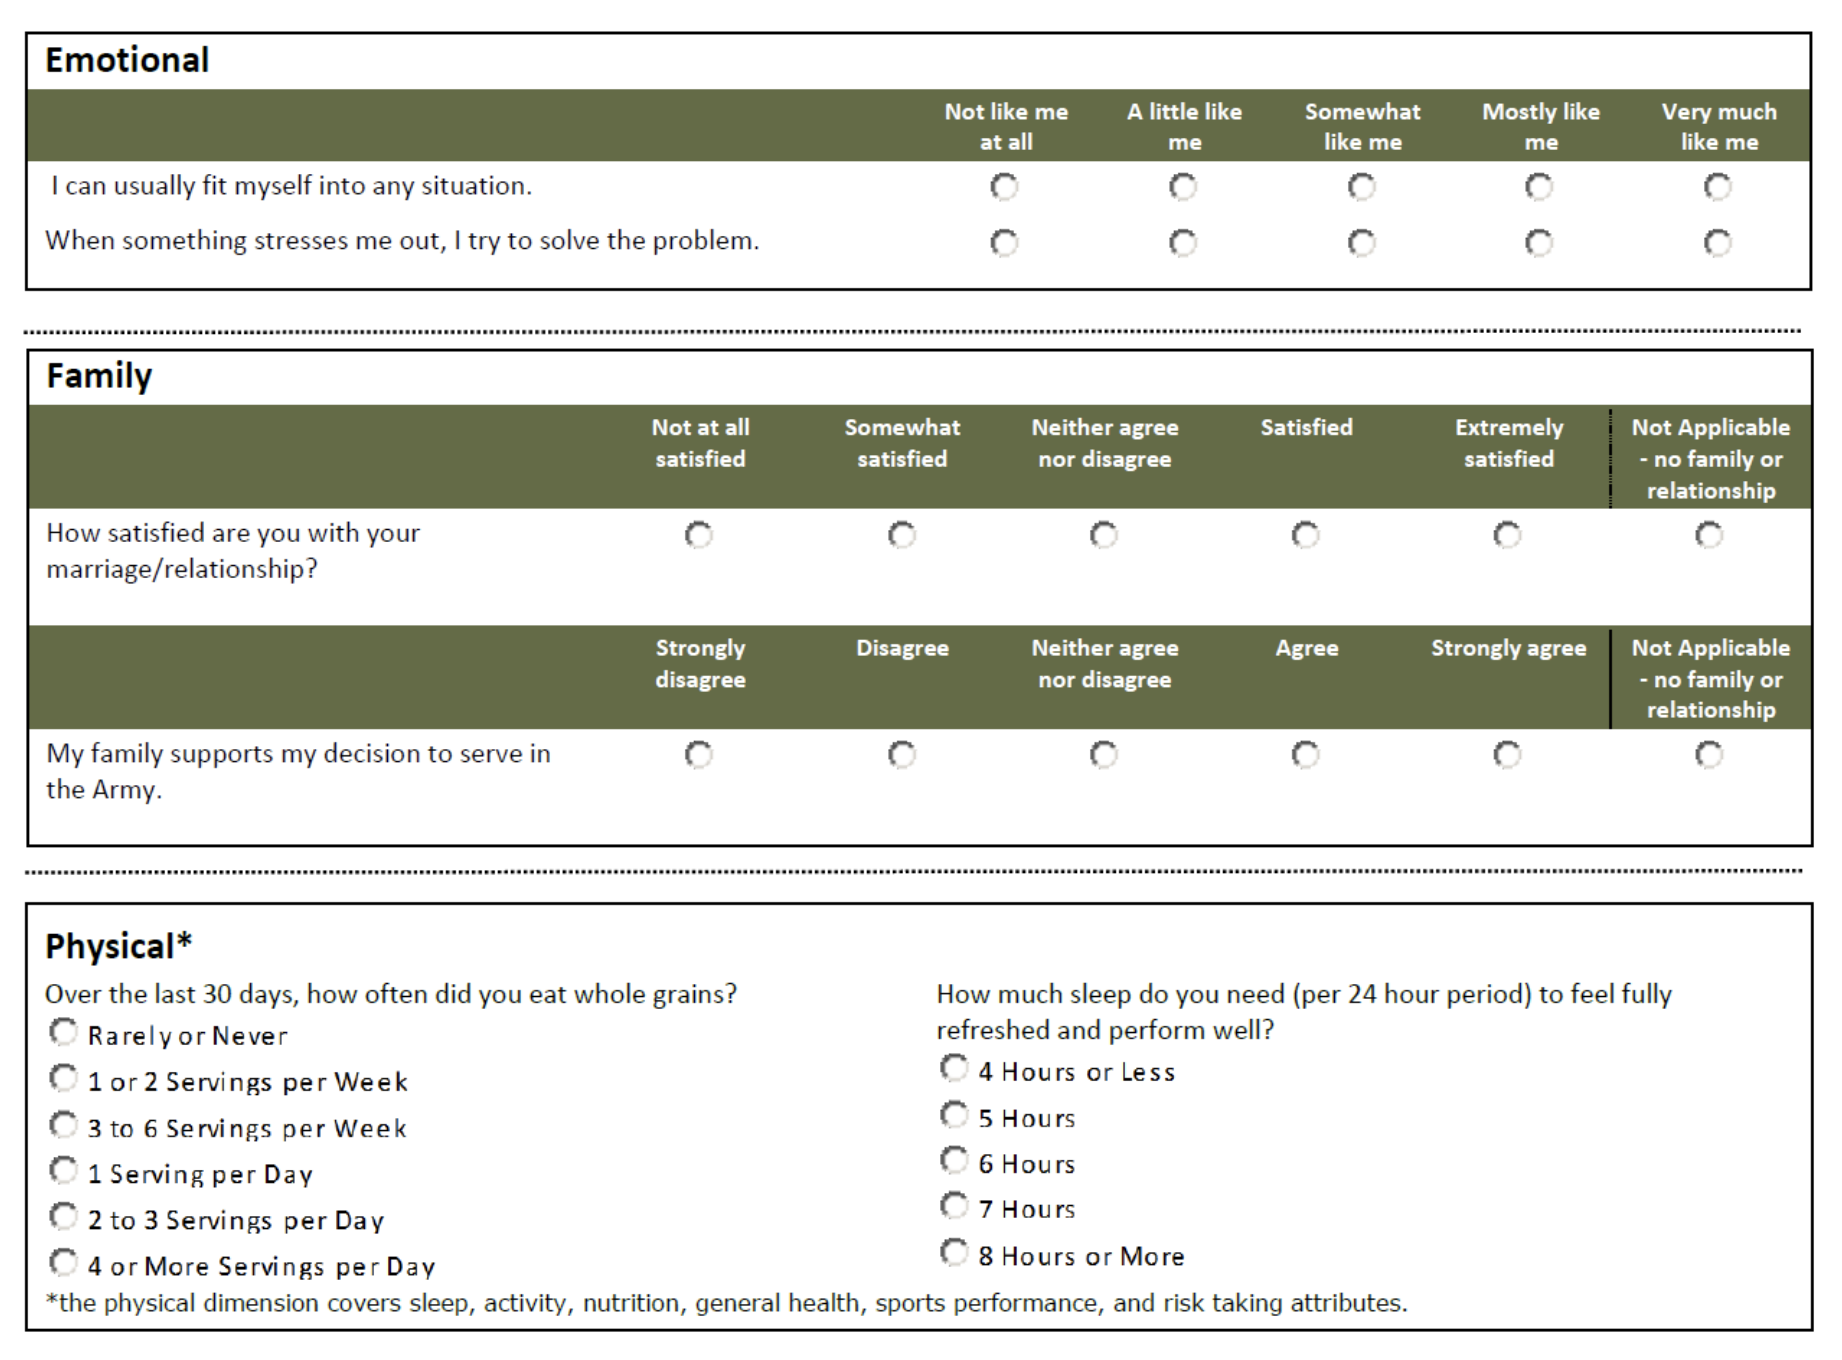 Emotional
Not like me at all A little like me Somewhat like me Mostly like me Very much like me
I can usually fit myself into any situation.
When something stresses me out, I try to solve the problem.
Family
Not at all satisfied Somewhat satisfied Neither agree nor disagree Satisfied Extremely satisfied Not Applicable - no family or relationship
How satisfied are you with your
marriage/relationship?
Strongly disagree Disagree Neither agree nor disagree Agree Strongly agree Not Applicable - no family or relationship
My family supports my decision to serve in
the Army.
Physical*
Over the last 30 days, how often did you eat whole grains?
Rarely or Never
1 or 2 Servings per Week
3 to 6 Servings per Week
1 Serving per Day
2 to 3 Servings per Day
4 or More Servings per Day
How much sleep do you need (per 24 hour period) to feel fully
refreshed and perform well?
4 Hours or Less
5 Hours
6 Hours
7 Hours
8 Hours or More
*the physical dimension covers sleep, activity, nutrition, general health, sports performance, and risk taking attributes.